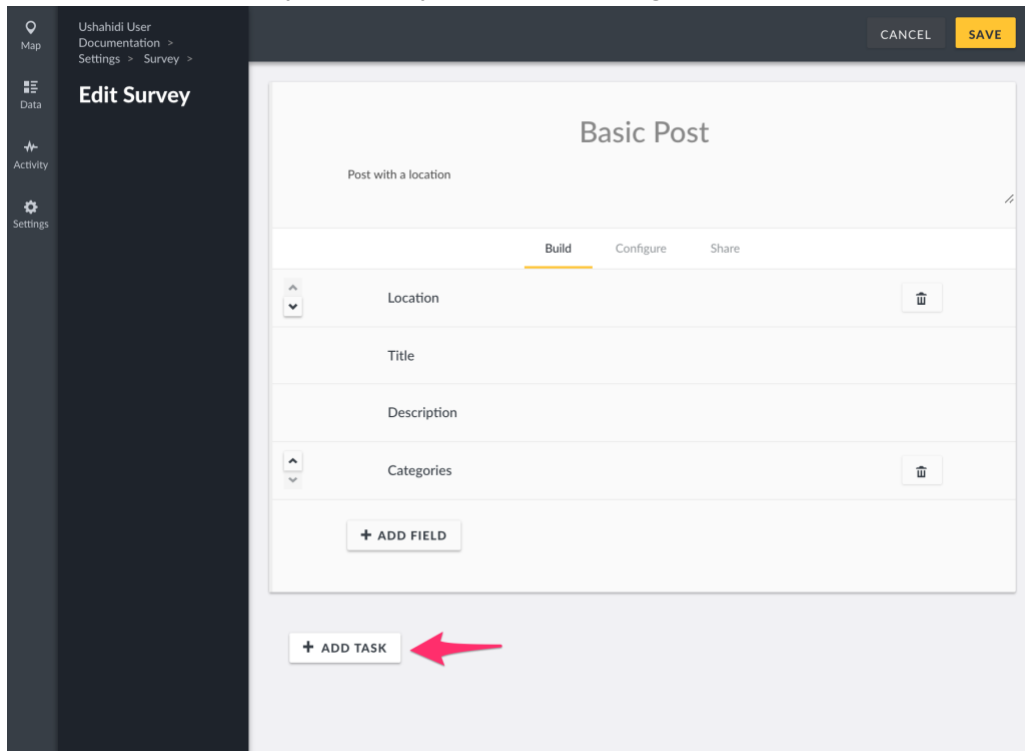 Map
Data
Activity
Settings
Ushahidi User
Documentation >
Settings > Survey >
Edit Survey
CANCEL
SAVE
Basic Post
Post with a location
Build
Configure
Share
Location
Title
Description
Categories
+ ADD FIELD
+ ADD TASK